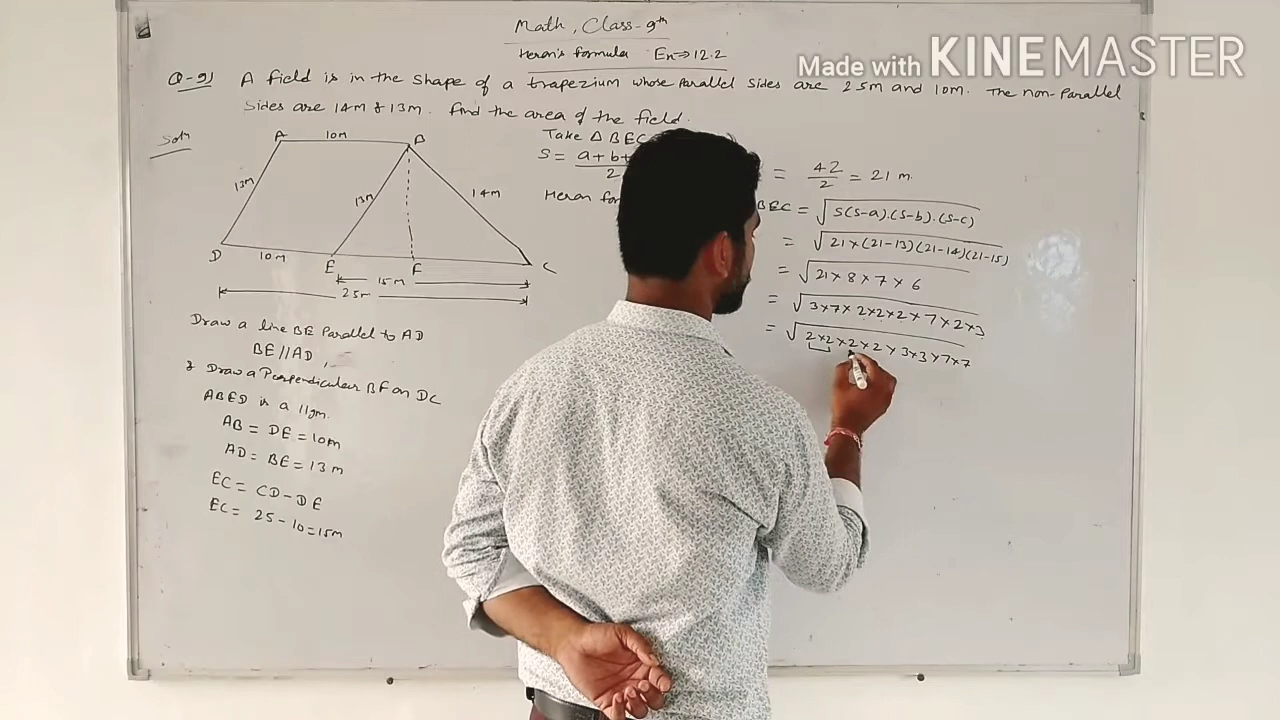 Math, Class-9th
Heron's formula Ex⇒12.2
Made with KINEMASTER
Q-9) A field is in the shape of a trapezium whose Parallel sides are 25m and 10m. The non-Parallel
Sides are 14m & 13m. Find the area of the field.
Soln
A 10m B
13m 13m 14m
D 10m E F C
15m
25m
Draw a line BE Parallel to AD
BE//AD,
& Draw a Perpendicular BF on DC
ABED is a 11gm.
AB = DE = 10m
AD = BE = 13m
EC = CD-DE
EC = 25-10=15m
Take △BEC
S = a+b+
2
= 42/2 = 21 m.
Heron for
BEC = √S(S-a).(S-b).(S-c)
= √21×(21-13)(21-14)(21-15)
= √21×8×7×6
= √3×7×2×2×2×7×2×3
= √2×2×2×2×3×3×7×7